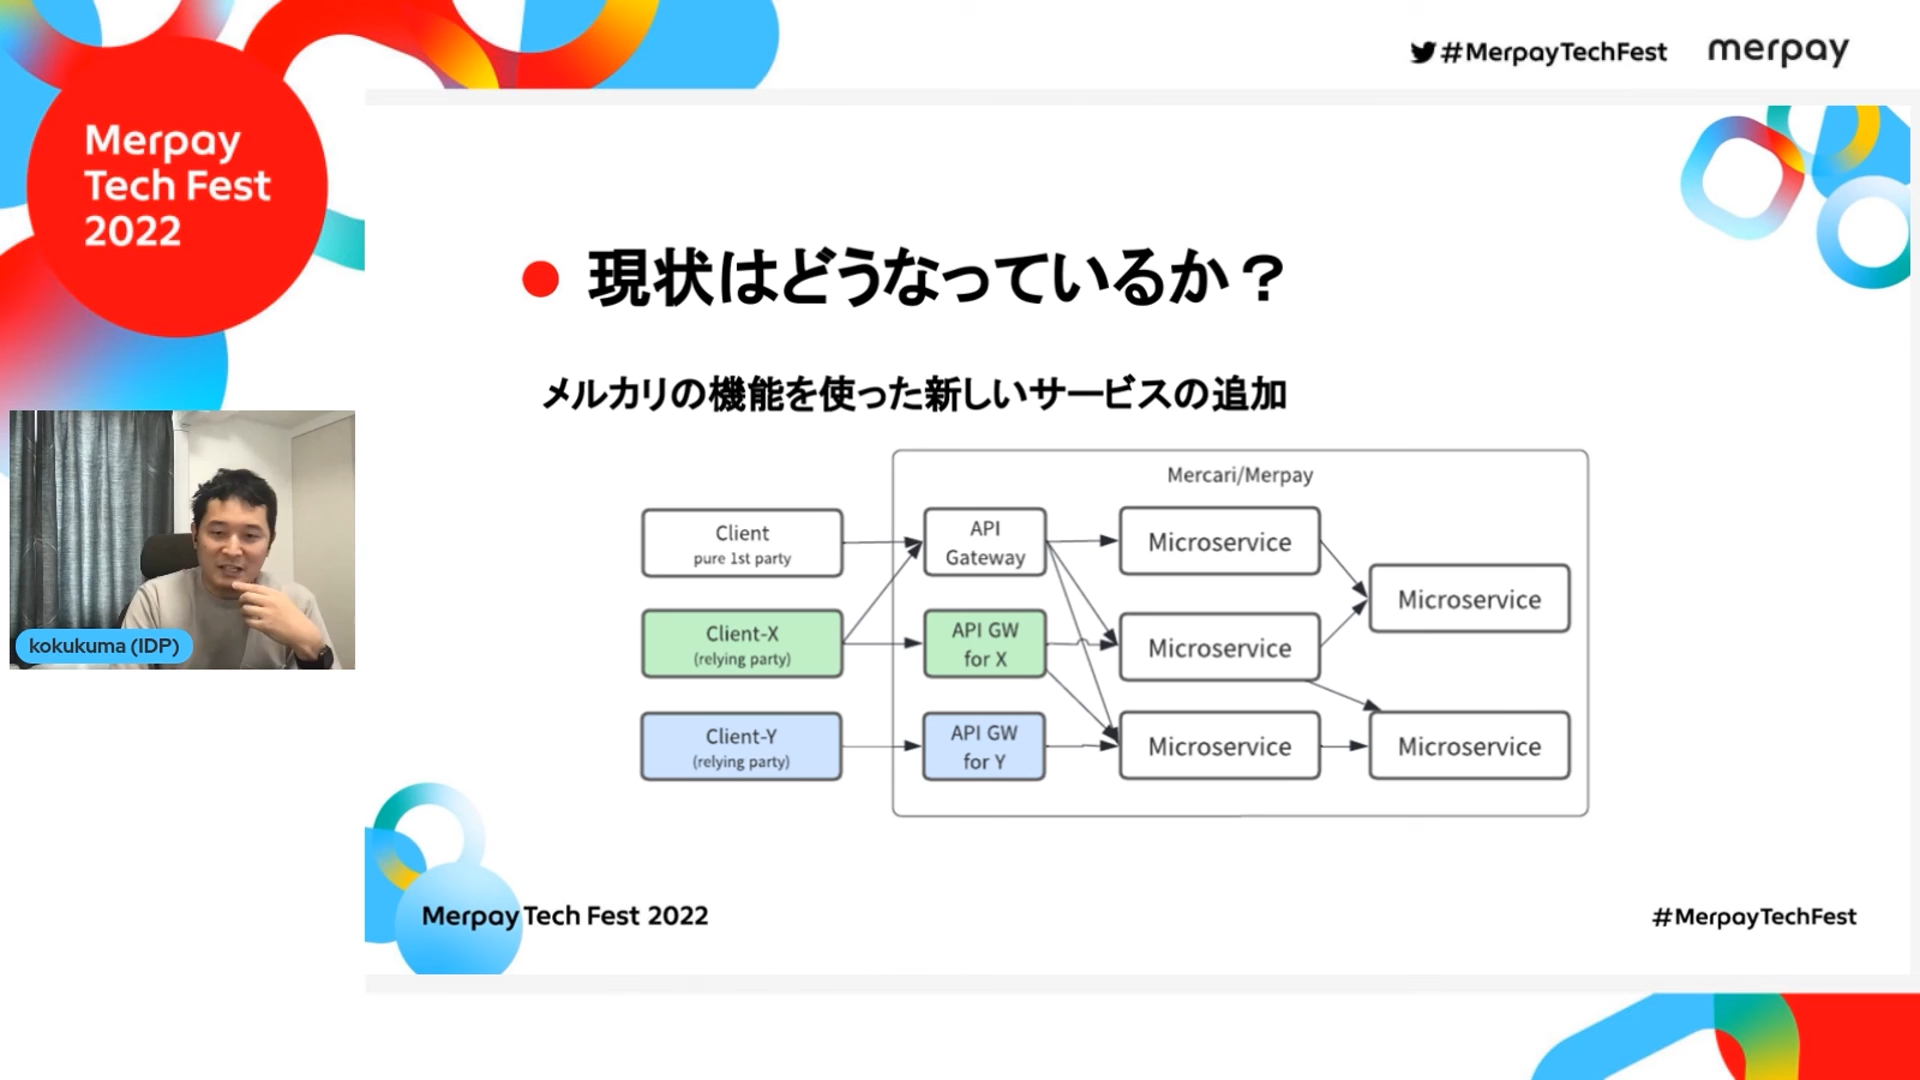 #MerpayTechFest
merpay
Merpay
Tech Fest
2022
現状はどうなっているか？
メルカリの機能を使った新しいサービスの追加
Mercari/Merpay
Client
pure 1st party
API
Gateway
Microservice
Microservice
Client-X
(relying party)
API GW
for X
Microservice
Client-Y
(relying party)
API GW
for Y
Microservice
Microservice
kokukuma (IDP)
Merpay Tech Fest 2022
#MerpayTechFest